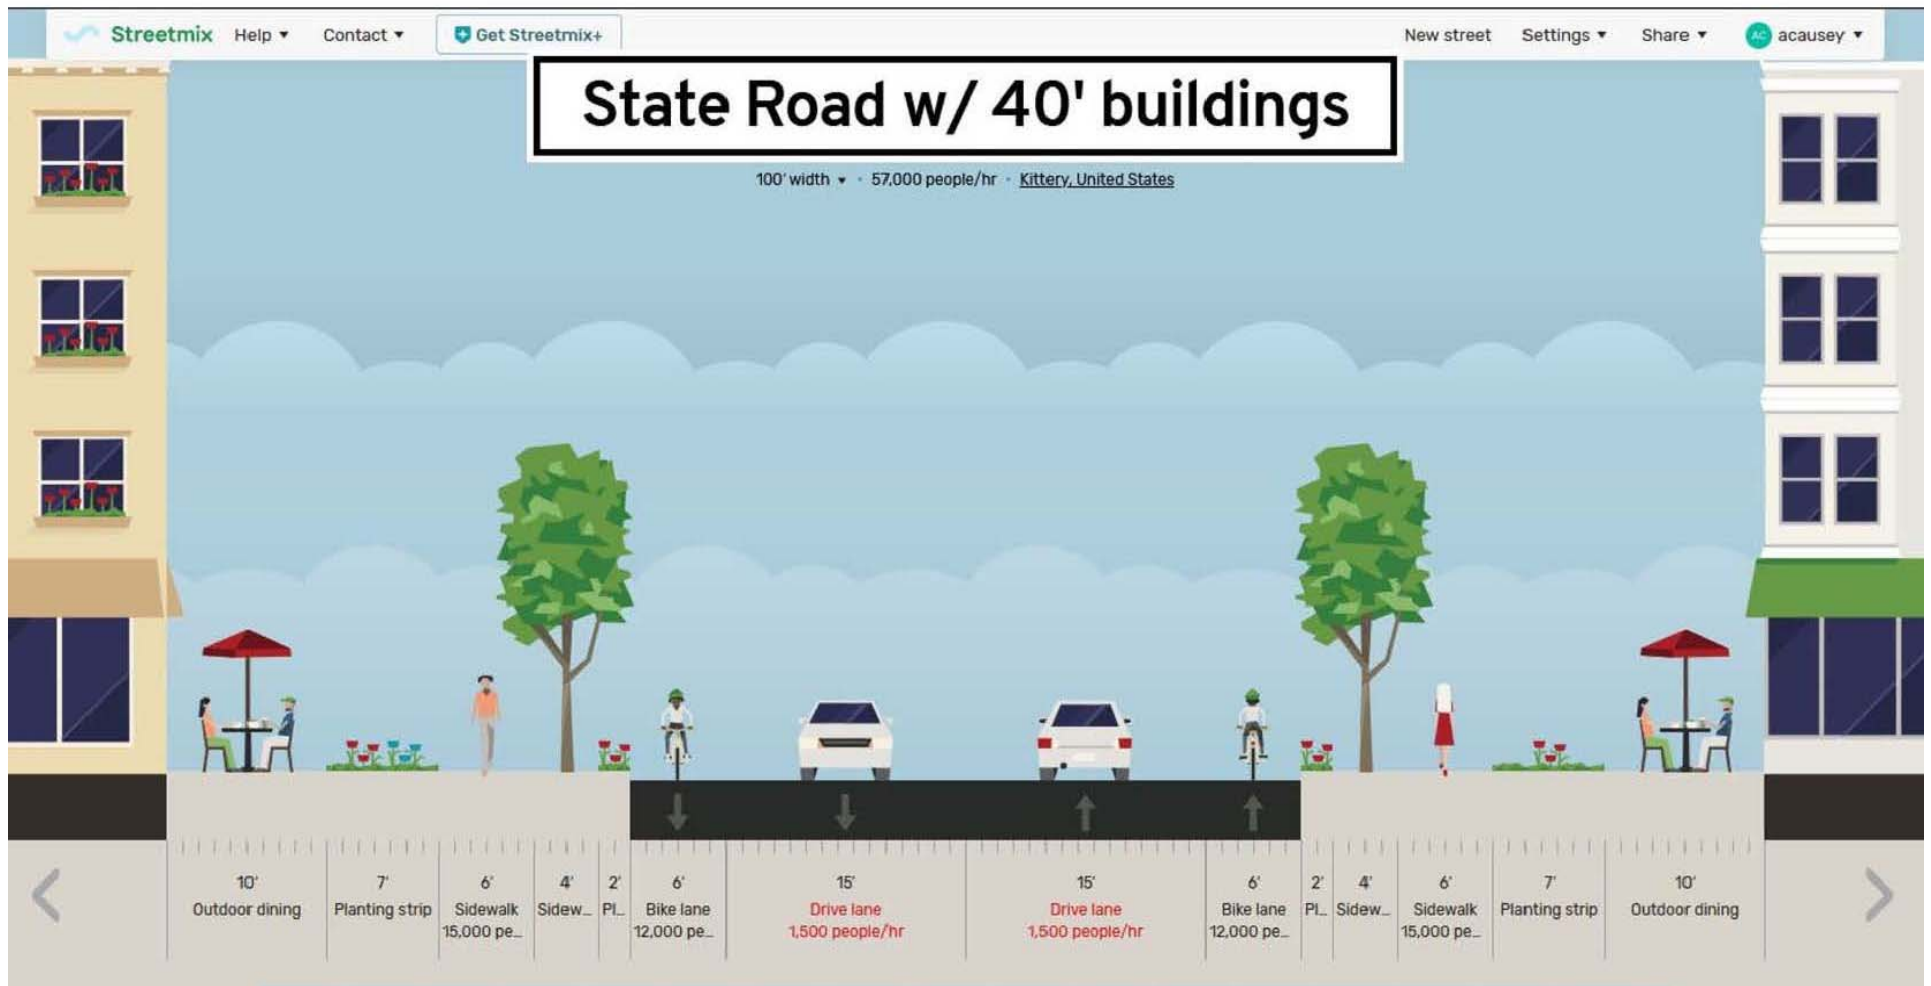 Streetmix Help ▾ Contact ▾ Get Streetmix+ New street Settings ▾ Share ▾ AC acausey ▾
State Road w/ 40' buildings
100' width ▾ · 57,000 people/hr · Kittery, United States
10' 7' 6' 4' 2' 6' 15' 15' 6' 2' 4' 6' 7' 10'
Outdoor dining Planting strip Sidewalk Sidew... Pl... Bike lane Drive lane Drive lane Bike lane Pl... Sidew... Sidewalk Planting strip Outdoor dining
15,000 pe... 12,000 pe... 1,500 people/hr 1,500 people/hr 12,000 pe... 15,000 pe...